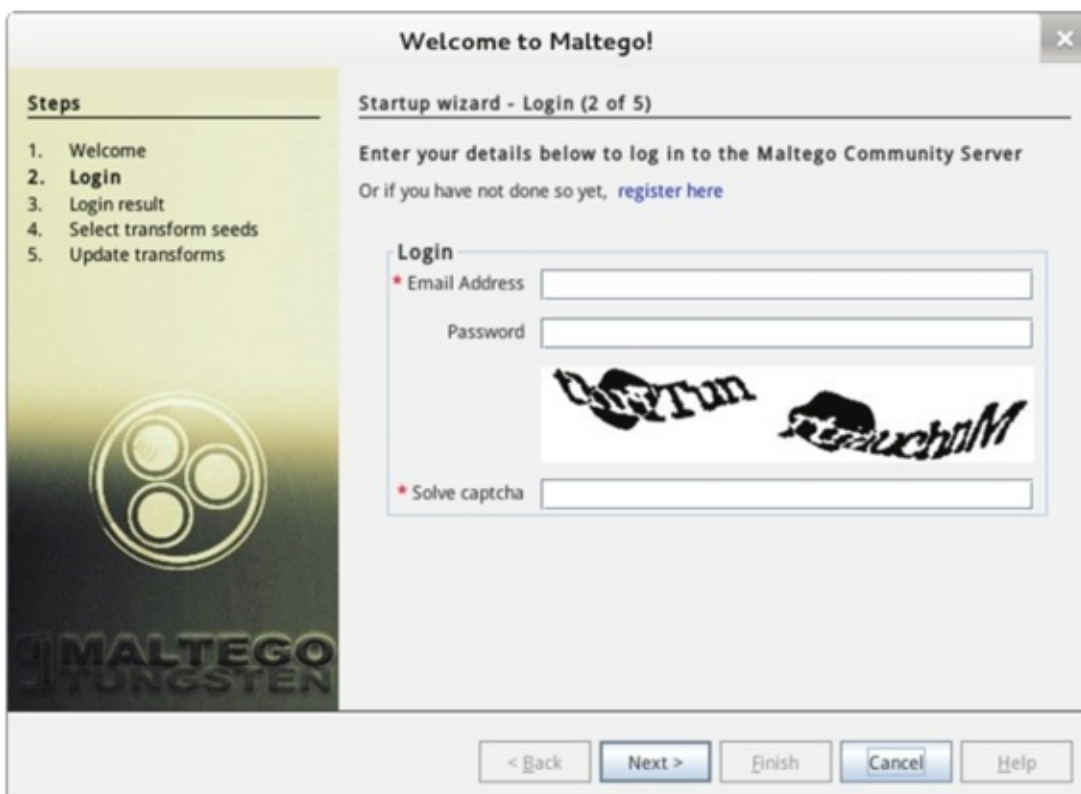 Welcome to Maltego!
Steps
1. Welcome
2. Login
3. Login result
4. Select transform seeds
5. Update transforms
MALTEGO
TUNGSTEN
Startup wizard - Login (2 of 5)
Enter your details below to log in to the Maltego Community Server
Or if you have not done so yet, register here
Login
* Email Address
Password
* Solve captcha
< Back
Next >
Finish
Cancel
Help